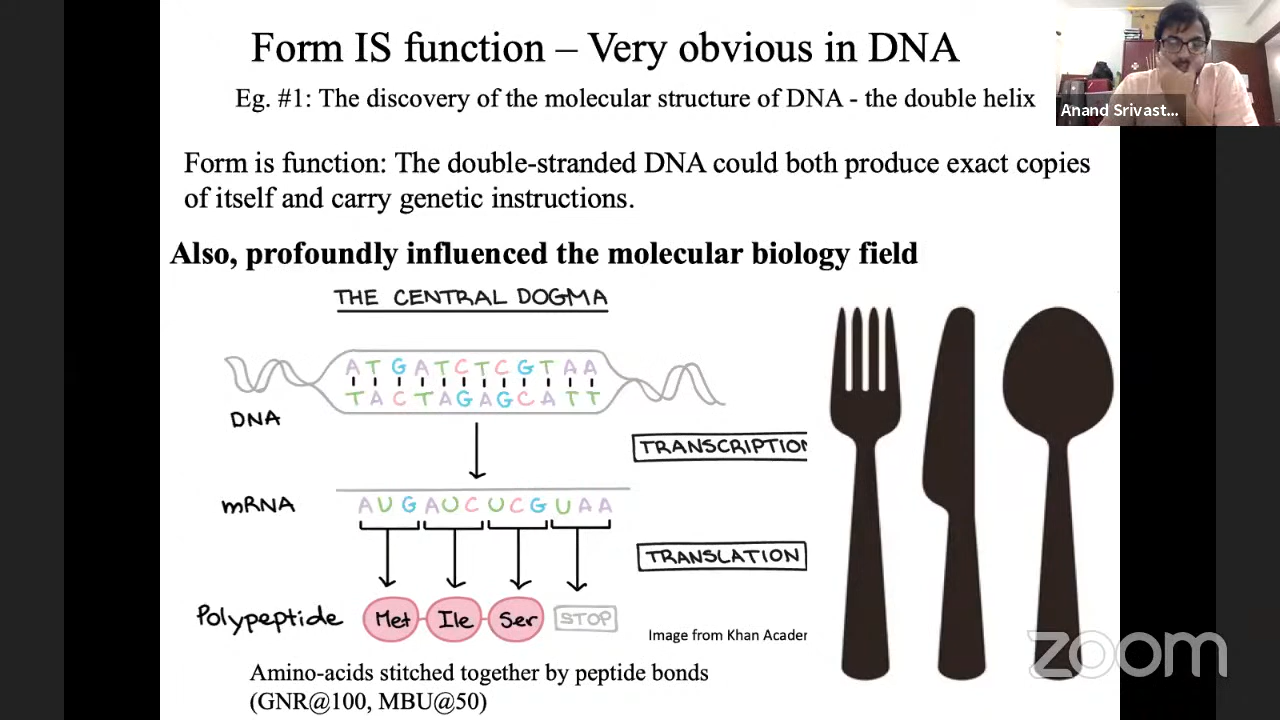 Form IS function – Very obvious in DNA
Eg. #1: The discovery of the molecular structure of DNA - the double helix
Anand Srivast...
Form is function: The double-stranded DNA could both produce exact copies
of itself and carry genetic instructions.
Also, profoundly influenced the molecular biology field
THE CENTRAL DOGMA
ATGATCTCGTAA
TACTAGAGCATT
DNA
TRANSCRIPTION
mRNA
AUGAUCUCGUAA
TRANSLATION
Polypeptide Met Ile Ser STOP
Image from Khan Acader
Amino-acids stitched together by peptide bonds
(GNR@100, MBU@50)
zoom